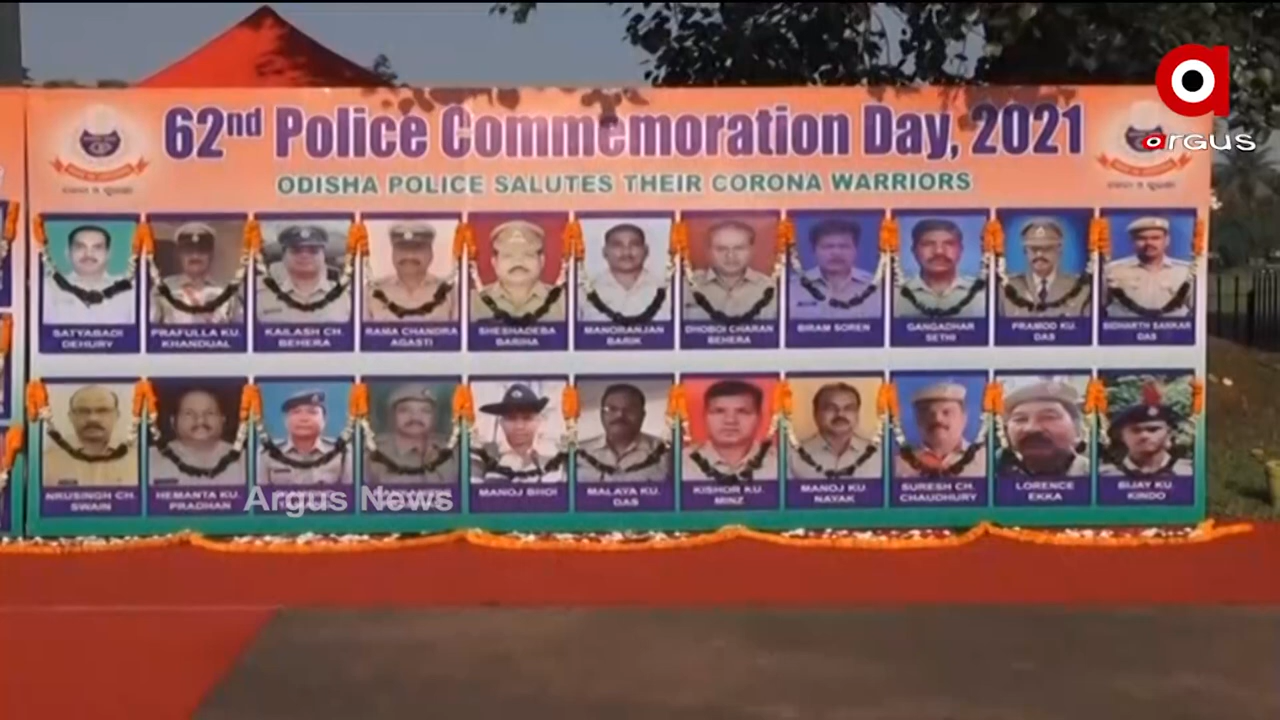 62nd Police Commemoration Day, 2021
ODISHA POLICE SALUTES THEIR CORONA WARRIORS
argus
SATYABADI DEHURY
PRAFULLA KU. KHANDUAL
KAILASH CH. BEHERA
RAMA CHANDRA AGASTI
SHESHADEBA BARIHA
MANORANJAN BARIK
DHOBOI CHARAN BEHERA
BIRAM SOREN
GANGADHAR SETHI
PRAMOD KU. DAS
SIDHARTH SANKAR DAS
NRUSINGH CH. SWAIN
HEMANTA KU. PRADHAN
MANOJ BHOI
MALAYA KU. DAS
KISHOR KU. MINZ
MANOJ KU NAYAK
SURESH CH. CHAUDHURY
LORENCE EKKA
BIJAY KU. KINDO
Argus News